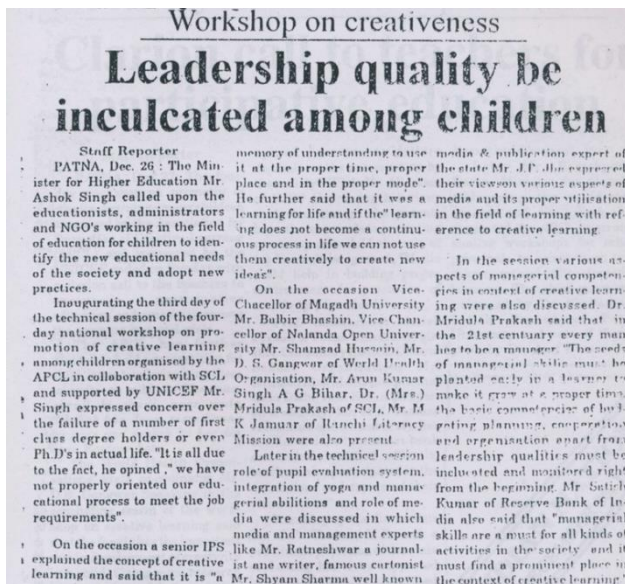 Workshop on creativeness
Leadership quality be
inculcated among children
Staff Reporter
PATNA, Dec. 26 : The Min-
ister for Higher Education Mr.
Ashok Singh called upon the
educationists, administrators
and NGO's working in the field
of education for children to iden-
tify the new educational needs
of the society and adopt new
practices.
Inaugurating the third day of
the technical session of the four-
day national workshop on pro-
motion of creative learning
among children organised by the
APCL in collaboration with SCL
and supported by UNICEF Mr.
Singh expressed concern over
the failure of a number of first
class degree holders or even
Ph.D's in actual life. "It is all due
to the fact, he opined ," we have
not properly oriented our edu-
cational process to meet the job
requirements".
On the occasion a senior IPS
explained the concept of creative
learning and said that it is "a
memory of understanding to use
it at the proper time, proper
place and in the proper mode".
He further said that it was a
learning for life and if the" learn-
ing does not become a continu-
ous process in life we can not use
them creatively to create new
ideas".
On the occasion Vice-
Chacellor of Magadh University
Mr. Balbir Bhashin, Vice-Chan-
cellor of Nalanda Open Univer-
sity Mr. Shamsad Hussain, Mr.
D. S. Gangwar of World Health
Organisation, Mr. Arun Kumar
Singh A G Bihar, Dr. (Mrs.)
Mridula Prakash of SCL, Mr. M
K Jamuar of Ranchi Literacy
Mission were also present.
Later in the technical session
role of pupil evaluation system,
integration of yoga and mana-
gerial abilitions and role of me-
dia were discussed in which
media and management experts
like Mr. Ratneshwar a journal-
ist ane writer, famous cartonist
Mr. Shyam Sharma well known
media & publication expert of
the state Mr. J.P. expressed
their viewson various aspects of
media and its proper utilisation
in the field of learning with ref-
erence to creative learning.
In the session various as-
pects of managerial competen-
cies in context of creative learn-
ing were also discussed. Dr.
Mridula Prakash said that in
the 21st centuary every man
has to be a manager. "The seeds
of managerial skills must be
planted early in a learner to
make it grow at a proper time,
the basic competencies of bud-
geting planning, cooperation
and orgenisation apart from
leadership qualities must be
incluated and monitored right
from the beginning. Mr. Satish
Kumar of Reserve Bank of In-
dia also said that "managerial
skills are a must for all kinds of
activities in the society and it
must find a prominent place in
the context of creative learning